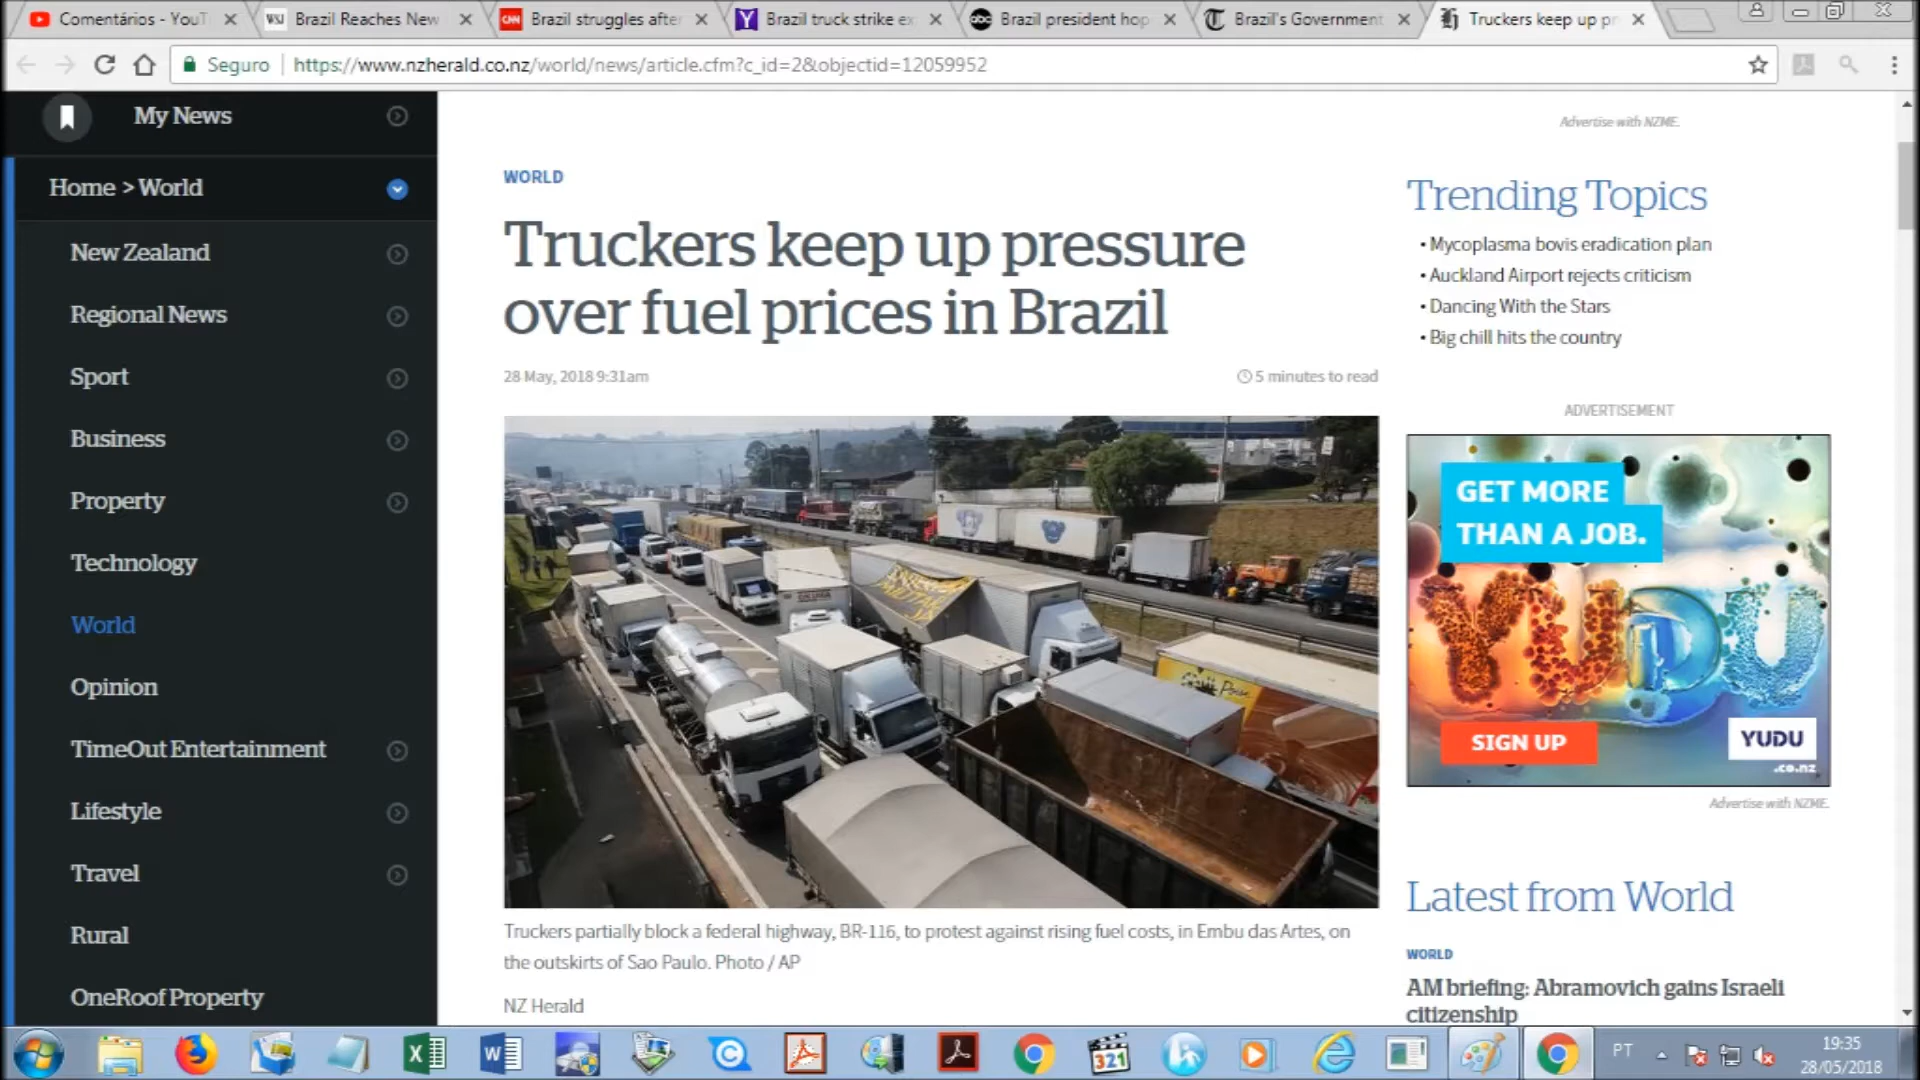 Comentários - YouT
WSJ
Brazil Reaches New
CNN
Brazil struggles afte
Brazil truck strike e
abc
Brazil president hop
Brazil's Government
Truckers keep up pr
Seguro
https://www.nzherald.co.nz/world/news/article.cfm?c_id=2&objectid=12059952
My News
Home > World
New Zealand
Regional News
Sport
Business
Property
Technology
World
Opinion
TimeOut Entertainment
Lifestyle
Travel
Rural
OneRoof Property
WORLD
Truckers keep up pressure
over fuel prices in Brazil
28 May, 2018 9:31am
5 minutes to read
Truckers partially block a federal highway, BR-116, to protest against rising fuel costs, in Embu das Artes, on
the outskirts of Sao Paulo. Photo / AP
NZ Herald
Advertise with NZME.
Trending Topics
• Mycoplasma bovis eradication plan
• Auckland Airport rejects criticism
• Dancing With the Stars
• Big chill hits the country
ADVERTISEMENT
GET MORE
THAN A JOB.
YUDU
SIGN UP
YUDU
.co.nz
Advertise with NZME.
Latest from World
WORLD
AM briefing: Abramovich gains Israeli
citizenship
321
PT
19:35
28/05/2018